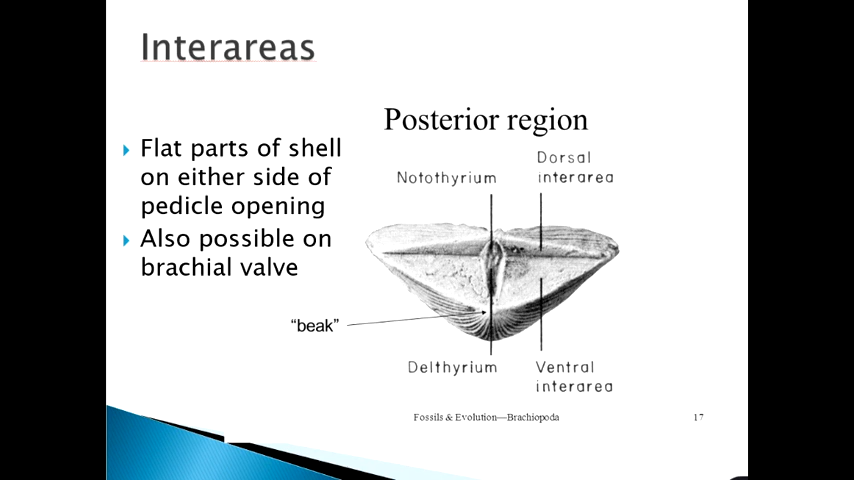 Interareas
Posterior region
Flat parts of shell
on either side of
pedicle opening
Also possible on
brachial valve
Notothyrium
Dorsal
interarea
"beak"
Delthyrium
Ventral
interarea
Fossils & Evolution—Brachiopoda
17